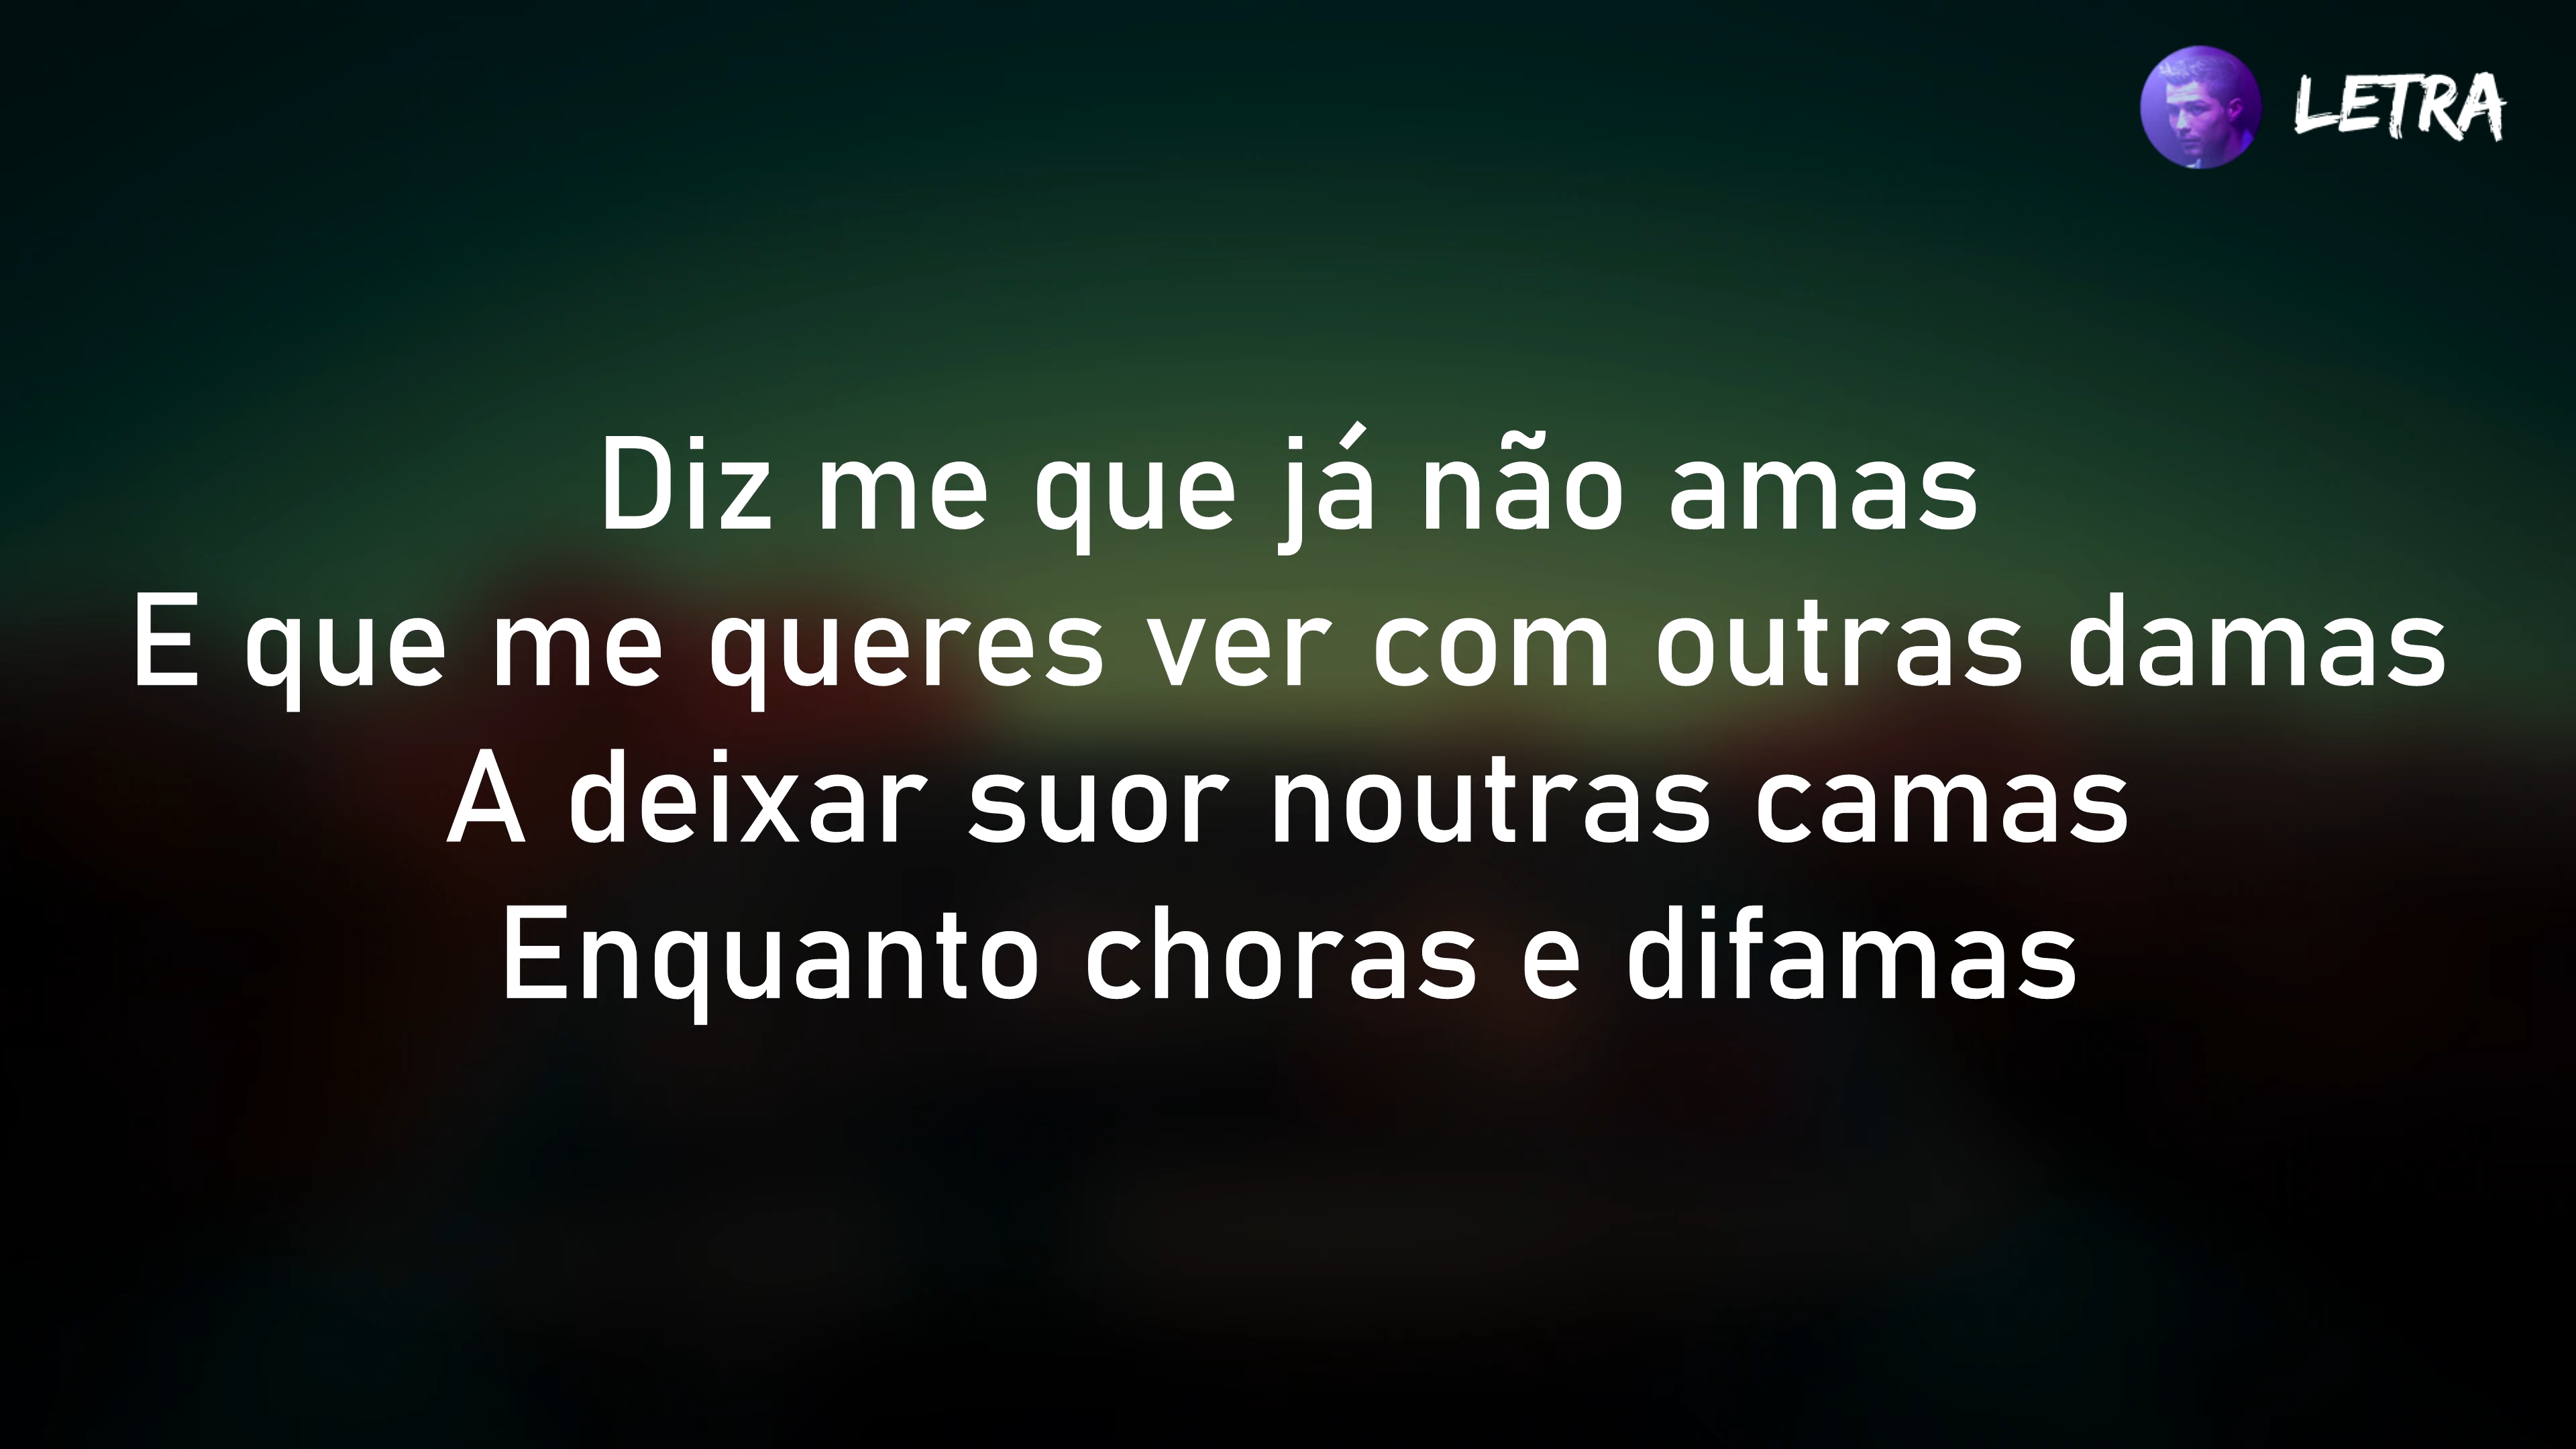 LETRA
Diz me que já não amas
E que me queres ver com outras damas
A deixar suor noutras camas
Enquanto choras e difamas